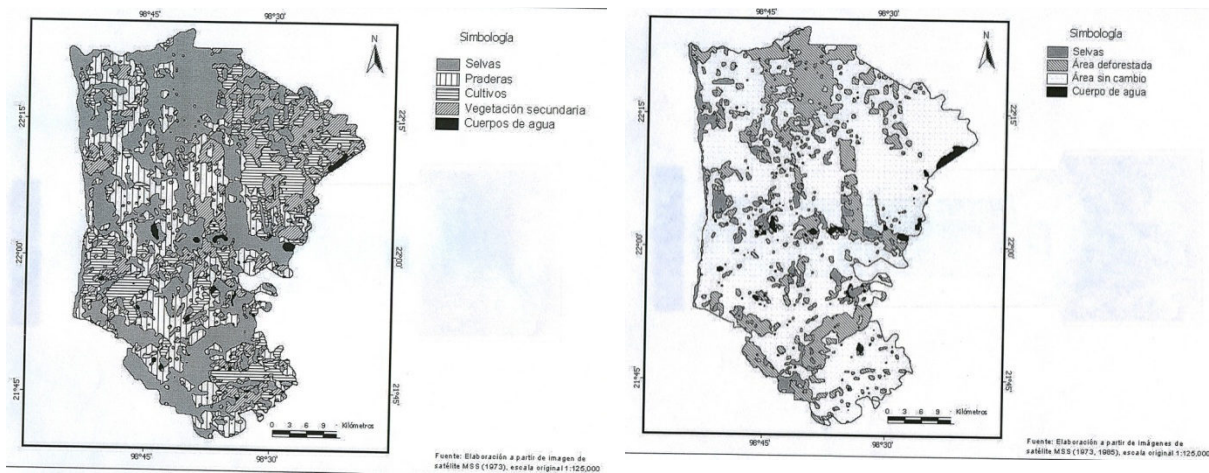 98°45'
98°30'
N
Simbología
Selvas
Praderas
Cultivos
Vegetación secundaria
Cuerpos de agua
22°15'
22°15'
22°00'
22°00'
21°45'
21°45'
0 3 6 9 Kilómetros
98°45'
98°30'
Fuente: Elaboración a partir de imagen de
satélite MSS (1973), escala original 1:125,000
98°45'
98°30'
N
Simbología
Selvas
Área deforestada
Área sin cambio
Cuerpo de agua
22°15'
22°15'
22°00'
22°00'
21°45'
21°45'
0 3 6 9 Kilómetros
98°45'
98°30'
Fuente: Elaboración a partir de imágenes de
satélite MSS (1973, 1985), escala original 1:125,000